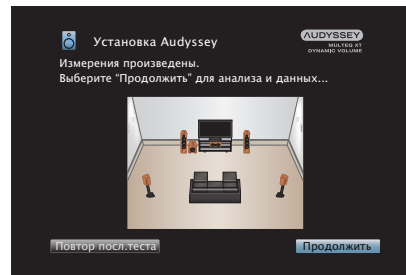 Установка Audyssey
AUDYSSEY
MULTEQ XT
DYNAMIC VOLUME
Измерения произведены.
Выберите “Продолжить” для анализа и данных...
Повтор посл.теста
Продолжить